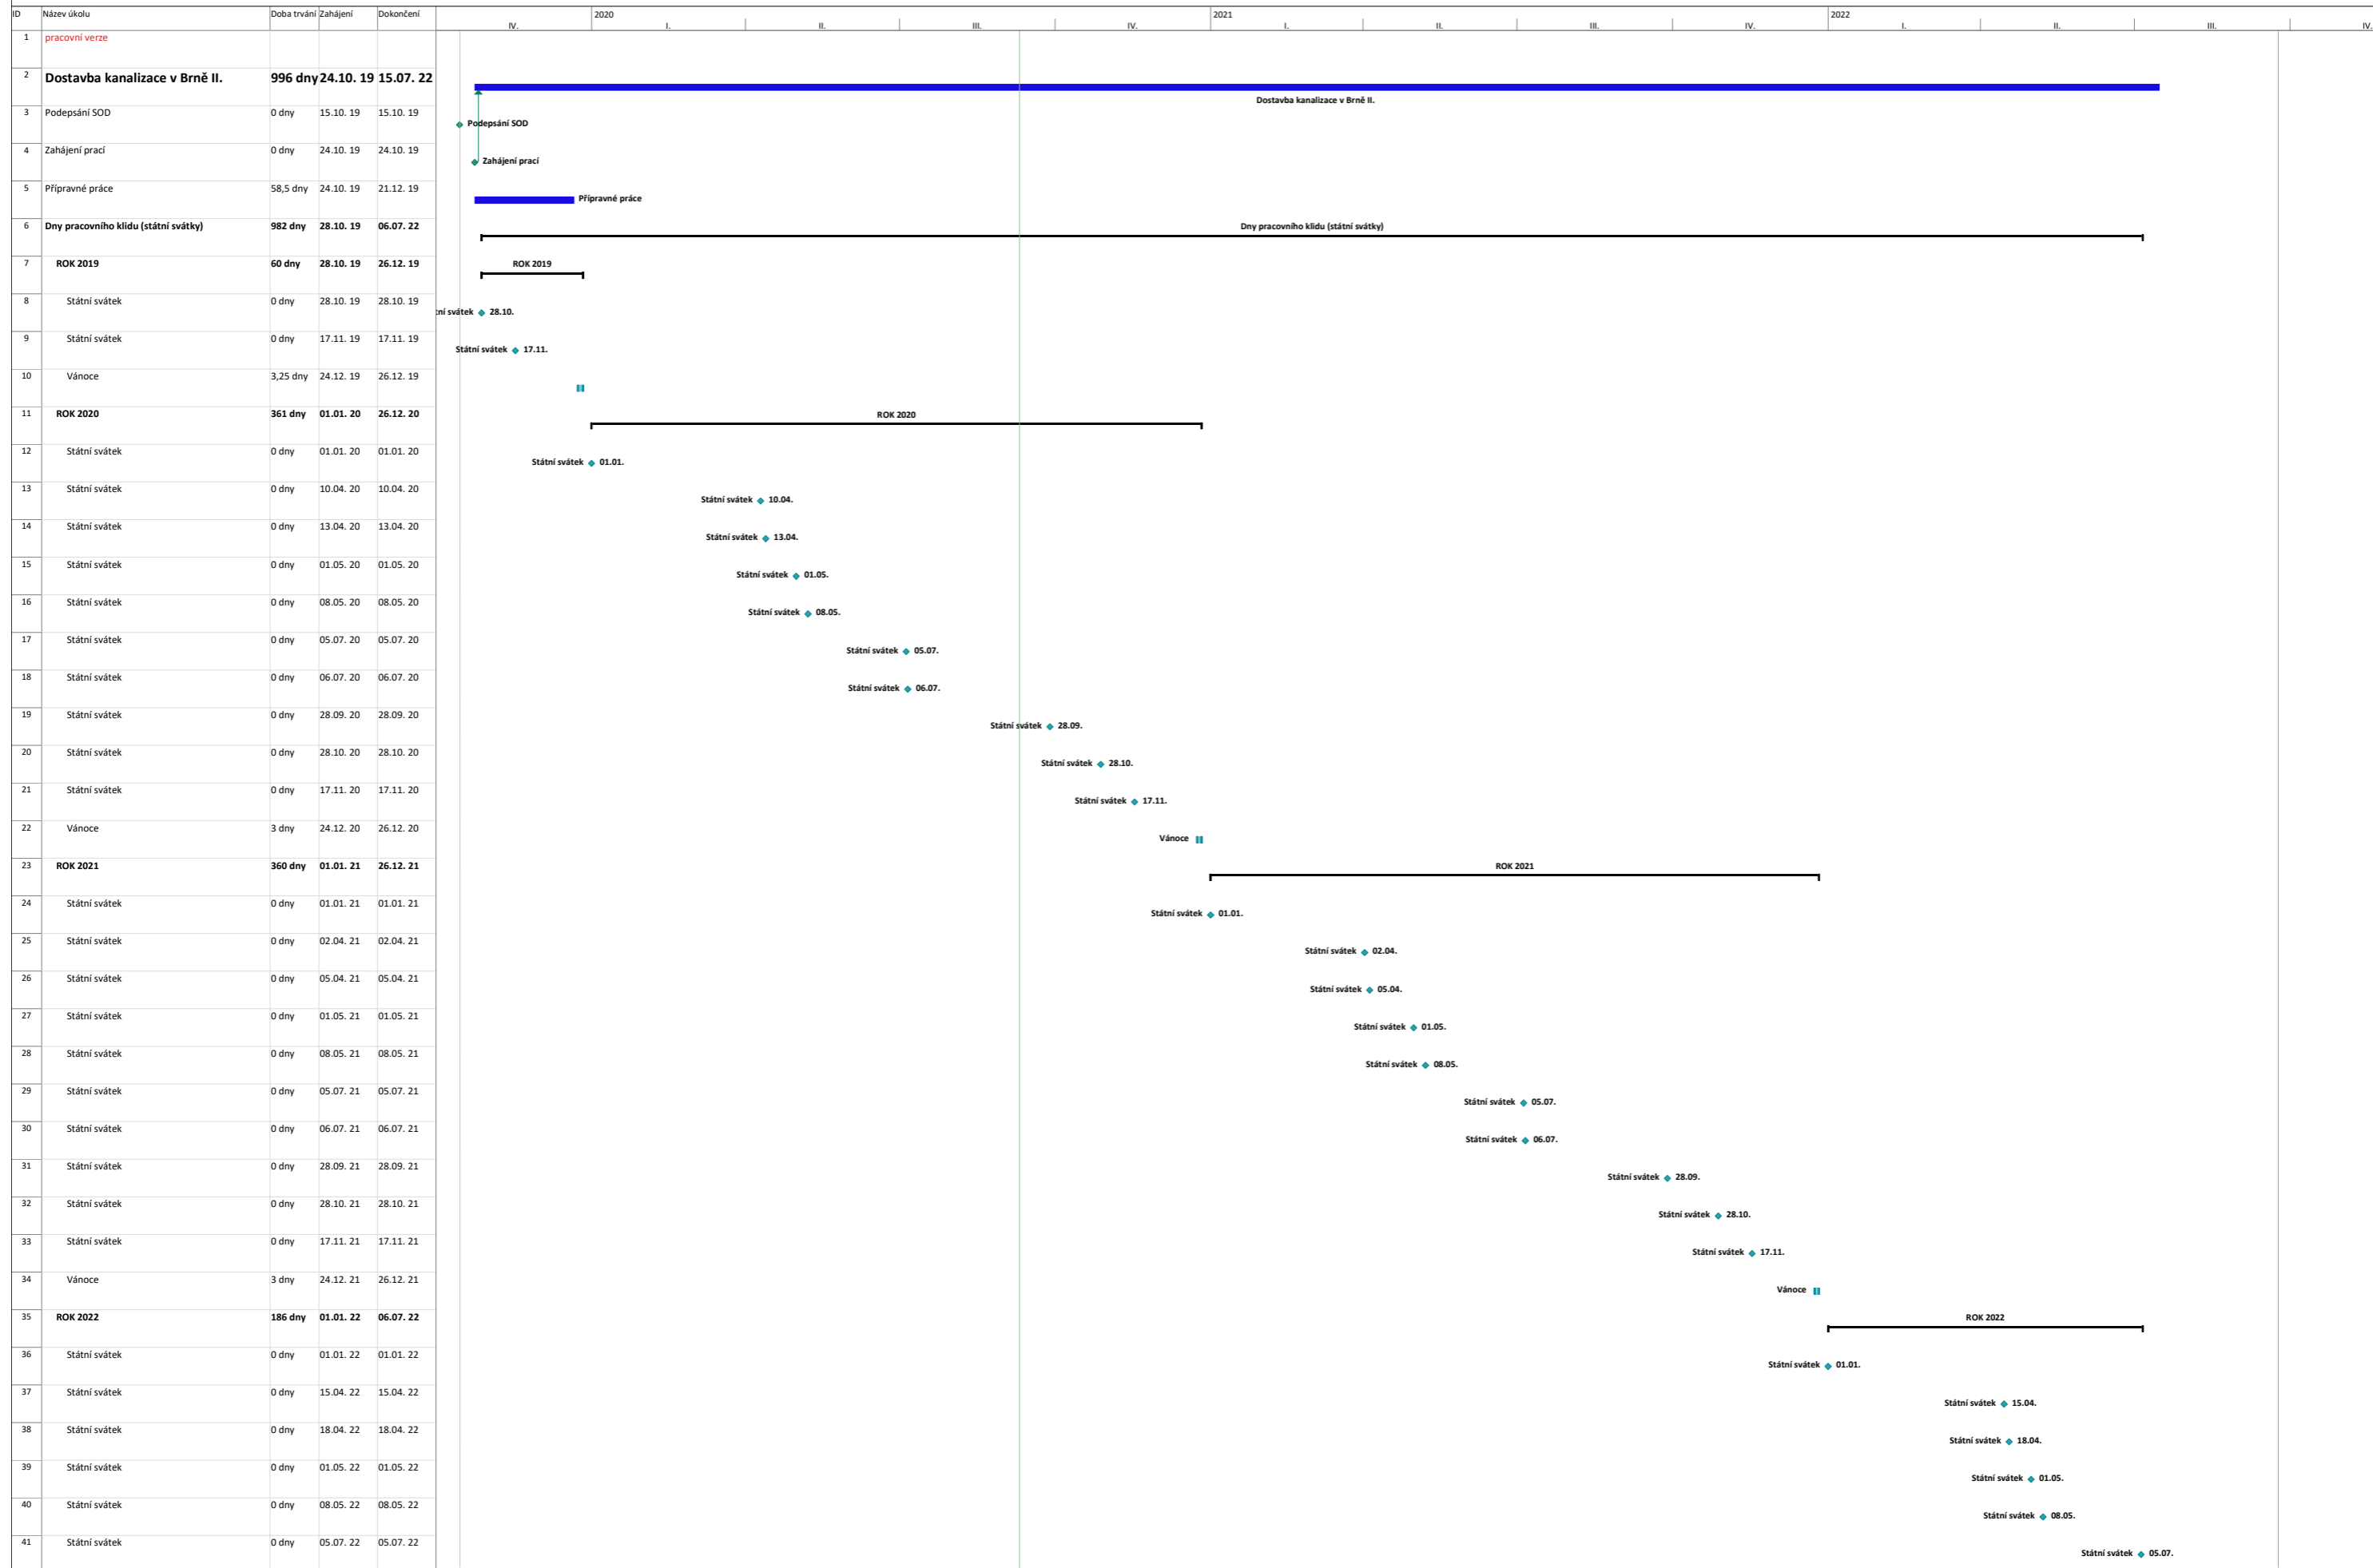 ID Název úkolu Doba trvání Zahájení Dokončení 2020 2021 2022
IV. I. II. III. IV. I. II. III. IV. I. II. III. IV.
1 pracovní verze
2 Dostavba kanalizace v Brně II. 996 dny 24.10. 19 15.07. 22
Dostavba kanalizace v Brně II.
3 Podepsání SOD 0 dny 15.10. 19 15.10. 19
Podepsání SOD
4 Zahájení prací 0 dny 24.10. 19 24.10. 19
Zahájení prací
5 Přípravné práce 58,5 dny 24.10. 19 21.12. 19
Přípravné práce
6 Dny pracovního klidu (státní svátky) 982 dny 28.10. 19 06.07. 22
Dny pracovního klidu (státní svátky)
7 ROK 2019 60 dny 28.10. 19 26.12. 19
ROK 2019
8 Státní svátek 0 dny 28.10. 19 28.10. 19
tní svátek 28.10.
9 Státní svátek 0 dny 17.11. 19 17.11. 19
Státní svátek 17.11.
10 Vánoce 3,25 dny 24.12. 19 26.12. 19
11 ROK 2020 361 dny 01.01. 20 26.12. 20
ROK 2020
12 Státní svátek 0 dny 01.01. 20 01.01. 20
Státní svátek 01.01.
13 Státní svátek 0 dny 10.04. 20 10.04. 20
Státní svátek 10.04.
14 Státní svátek 0 dny 13.04. 20 13.04. 20
Státní svátek 13.04.
15 Státní svátek 0 dny 01.05. 20 01.05. 20
Státní svátek 01.05.
16 Státní svátek 0 dny 08.05. 20 08.05. 20
Státní svátek 08.05.
17 Státní svátek 0 dny 05.07. 20 05.07. 20
Státní svátek 05.07.
18 Státní svátek 0 dny 06.07. 20 06.07. 20
Státní svátek 06.07.
19 Státní svátek 0 dny 28.09. 20 28.09. 20
Státní svátek 28.09.
20 Státní svátek 0 dny 28.10. 20 28.10. 20
Státní svátek 28.10.
21 Státní svátek 0 dny 17.11. 20 17.11. 20
Státní svátek 17.11.
22 Vánoce 3 dny 24.12. 20 26.12. 20
Vánoce
23 ROK 2021 360 dny 01.01. 21 26.12. 21
ROK 2021
24 Státní svátek 0 dny 01.01. 21 01.01. 21
Státní svátek 01.01.
25 Státní svátek 0 dny 02.04. 21 02.04. 21
Státní svátek 02.04.
26 Státní svátek 0 dny 05.04. 21 05.04. 21
Státní svátek 05.04.
27 Státní svátek 0 dny 01.05. 21 01.05. 21
Státní svátek 01.05.
28 Státní svátek 0 dny 08.05. 21 08.05. 21
Státní svátek 08.05.
29 Státní svátek 0 dny 05.07. 21 05.07. 21
Státní svátek 05.07.
30 Státní svátek 0 dny 06.07. 21 06.07. 21
Státní svátek 06.07.
31 Státní svátek 0 dny 28.09. 21 28.09. 21
Státní svátek 28.09.
32 Státní svátek 0 dny 28.10. 21 28.10. 21
Státní svátek 28.10.
33 Státní svátek 0 dny 17.11. 21 17.11. 21
Státní svátek 17.11.
34 Vánoce 3 dny 24.12. 21 26.12. 21
Vánoce
35 ROK 2022 186 dny 01.01. 22 06.07. 22
ROK 2022
36 Státní svátek 0 dny 01.01. 22 01.01. 22
Státní svátek 01.01.
37 Státní svátek 0 dny 15.04. 22 15.04. 22
Státní svátek 15.04.
38 Státní svátek 0 dny 18.04. 22 18.04. 22
Státní svátek 18.04.
39 Státní svátek 0 dny 01.05. 22 01.05. 22
Státní svátek 01.05.
40 Státní svátek 0 dny 08.05. 22 08.05. 22
Státní svátek 08.05.
41 Státní svátek 0 dny 05.07. 22 05.07. 22
Státní svátek 05.07.